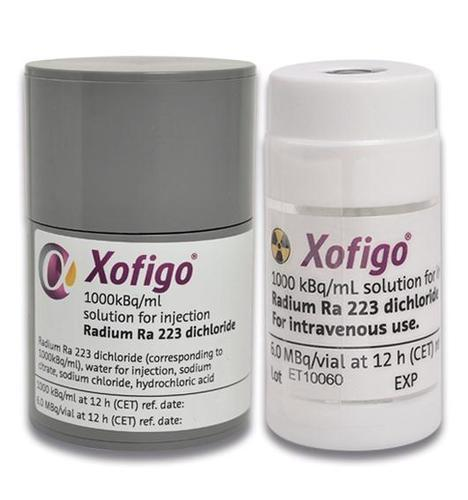 Xofigo®
1000kBq/ml
solution for injection
Radium Ra 223 dichloride
Radium Ra 223 dichloride (corresponding to
1000kBq/ml), water for injection, sodium
citrate, sodium chloride, hydrochloric acid
1000 kBq/ml at 12 h (CET) ref. date:
6.0 MBq/vial at 12 h (CET) ref. date:
Xofigo®
1000 kBq/mL solution for
Radium Ra 223 dichloride
For intravenous use.
6.0 MBq/vial at 12 h (CET)
Lot ET10060
EXP